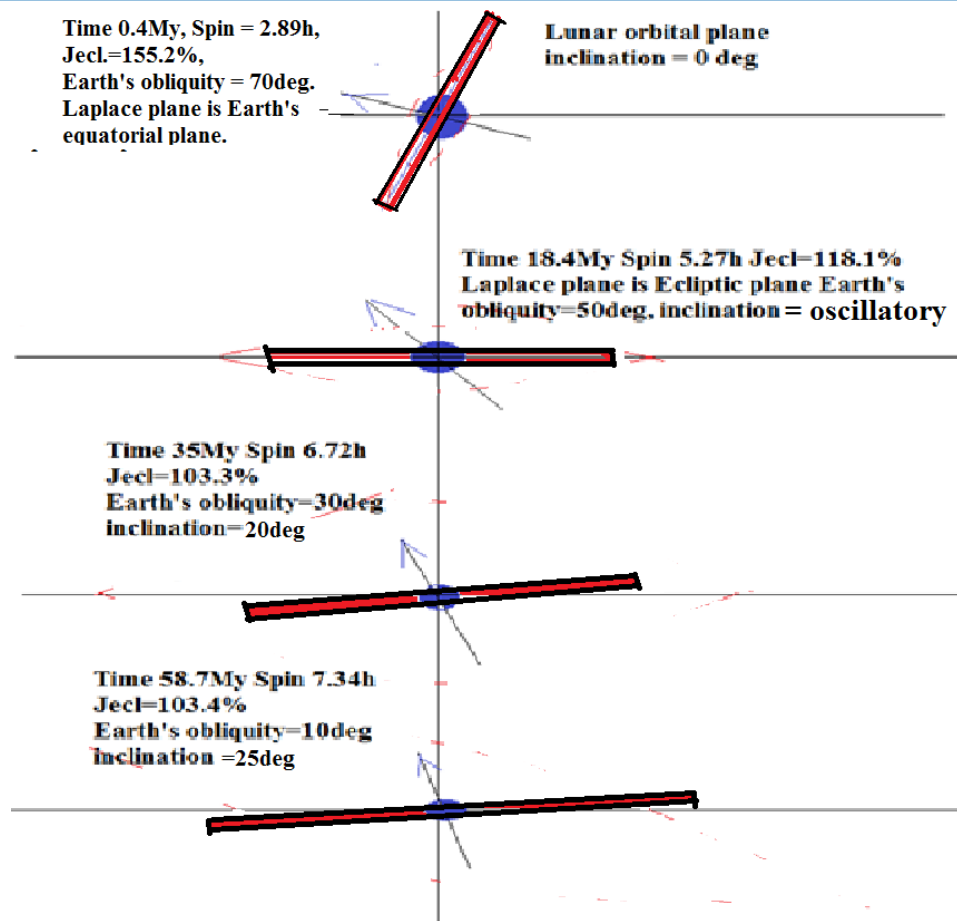 Time 0.4My, Spin = 2.89h,
Jecl.=155.2%,
Earth's obliquity = 70deg.
Laplace plane is Earth's
equatorial plane.
Lunar orbital plane
inclination = 0 deg
Time 18.4My Spin 5.27h Jecl=118.1%
Laplace plane is Ecliptic plane Earth's
obliquity=50deg, inclination = oscillatory
Time 35My Spin 6.72h
Jecl=103.3%
Earth's obliquity=30deg
inclination=20deg
Time 58.7My Spin 7.34h
Jecl=103.4%
Earth's obliquity=10deg
inclination =25deg